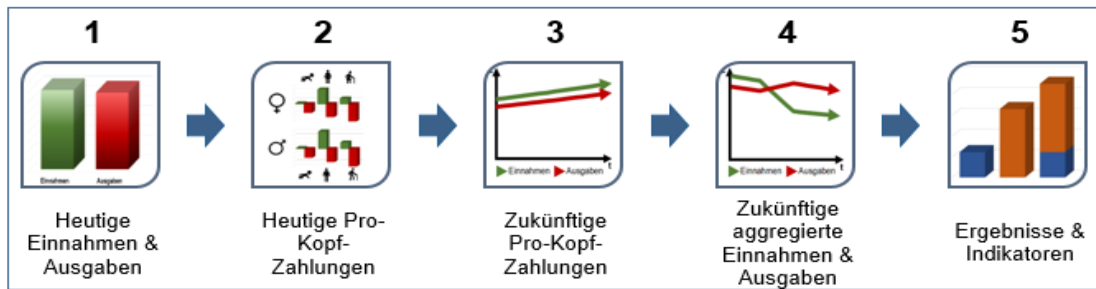 1
2
3
4
5
Einnahmen
Ausgaben
t
Einnahmen
Ausgaben
t
Einnahmen
Ausgaben
Heutige
Einnahmen &
Ausgaben
Heutige Pro-
Kopf-
Zahlungen
Zukünftige
Pro-Kopf-
Zahlungen
Zukünftige
aggregierte
Einnahmen &
Ausgaben
Ergebnisse &
Indikatoren